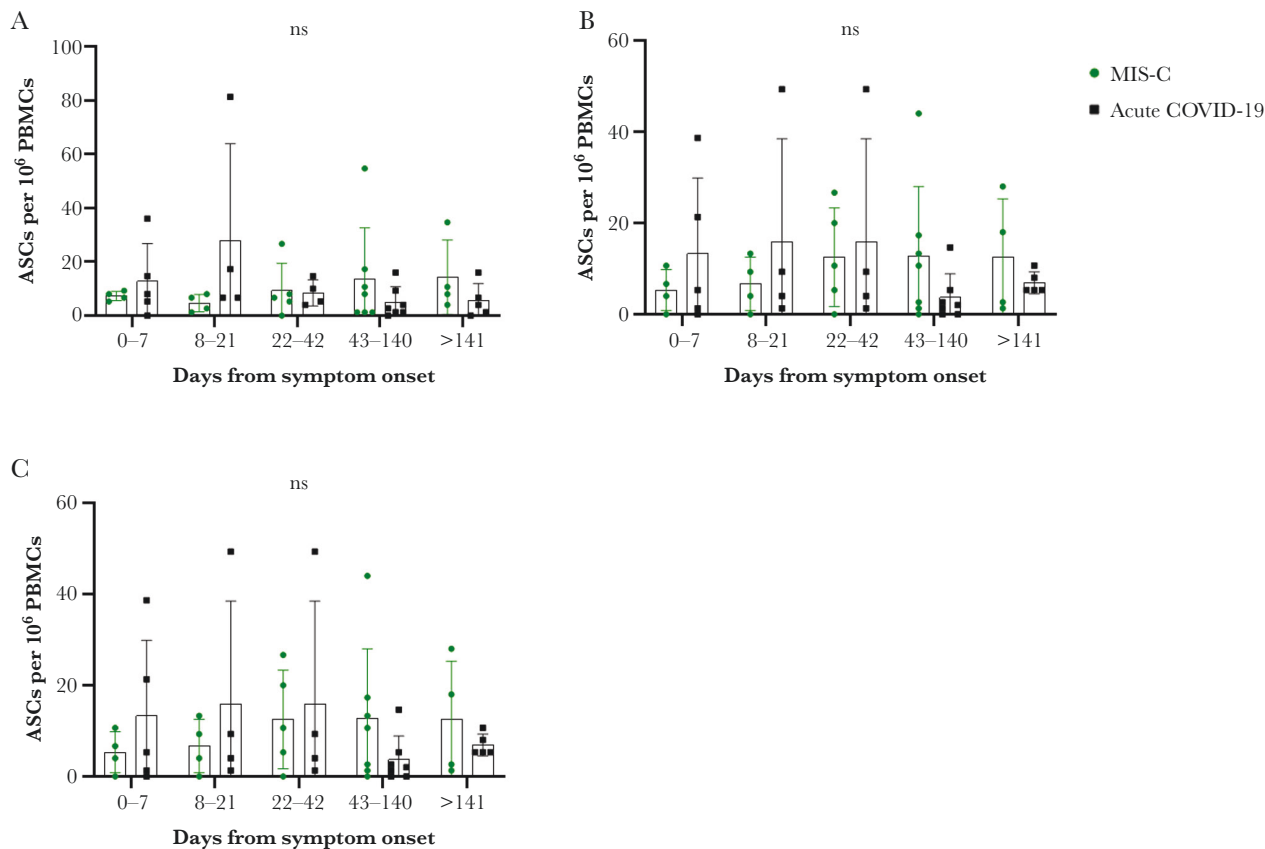 A
ns
100
80
60
40
20
0
ASCs per 10⁶ PBMCs
0–7 8–21 22–42 43–140 >141
Days from symptom onset
B
ns
60
40
20
0
ASCs per 10⁶ PBMCs
0–7 8–21 22–42 43–140 >141
Days from symptom onset
MIS-C
Acute COVID-19
C
ns
60
40
20
0
ASCs per 10⁶ PBMCs
0–7 8–21 22–42 43–140 >141
Days from symptom onset